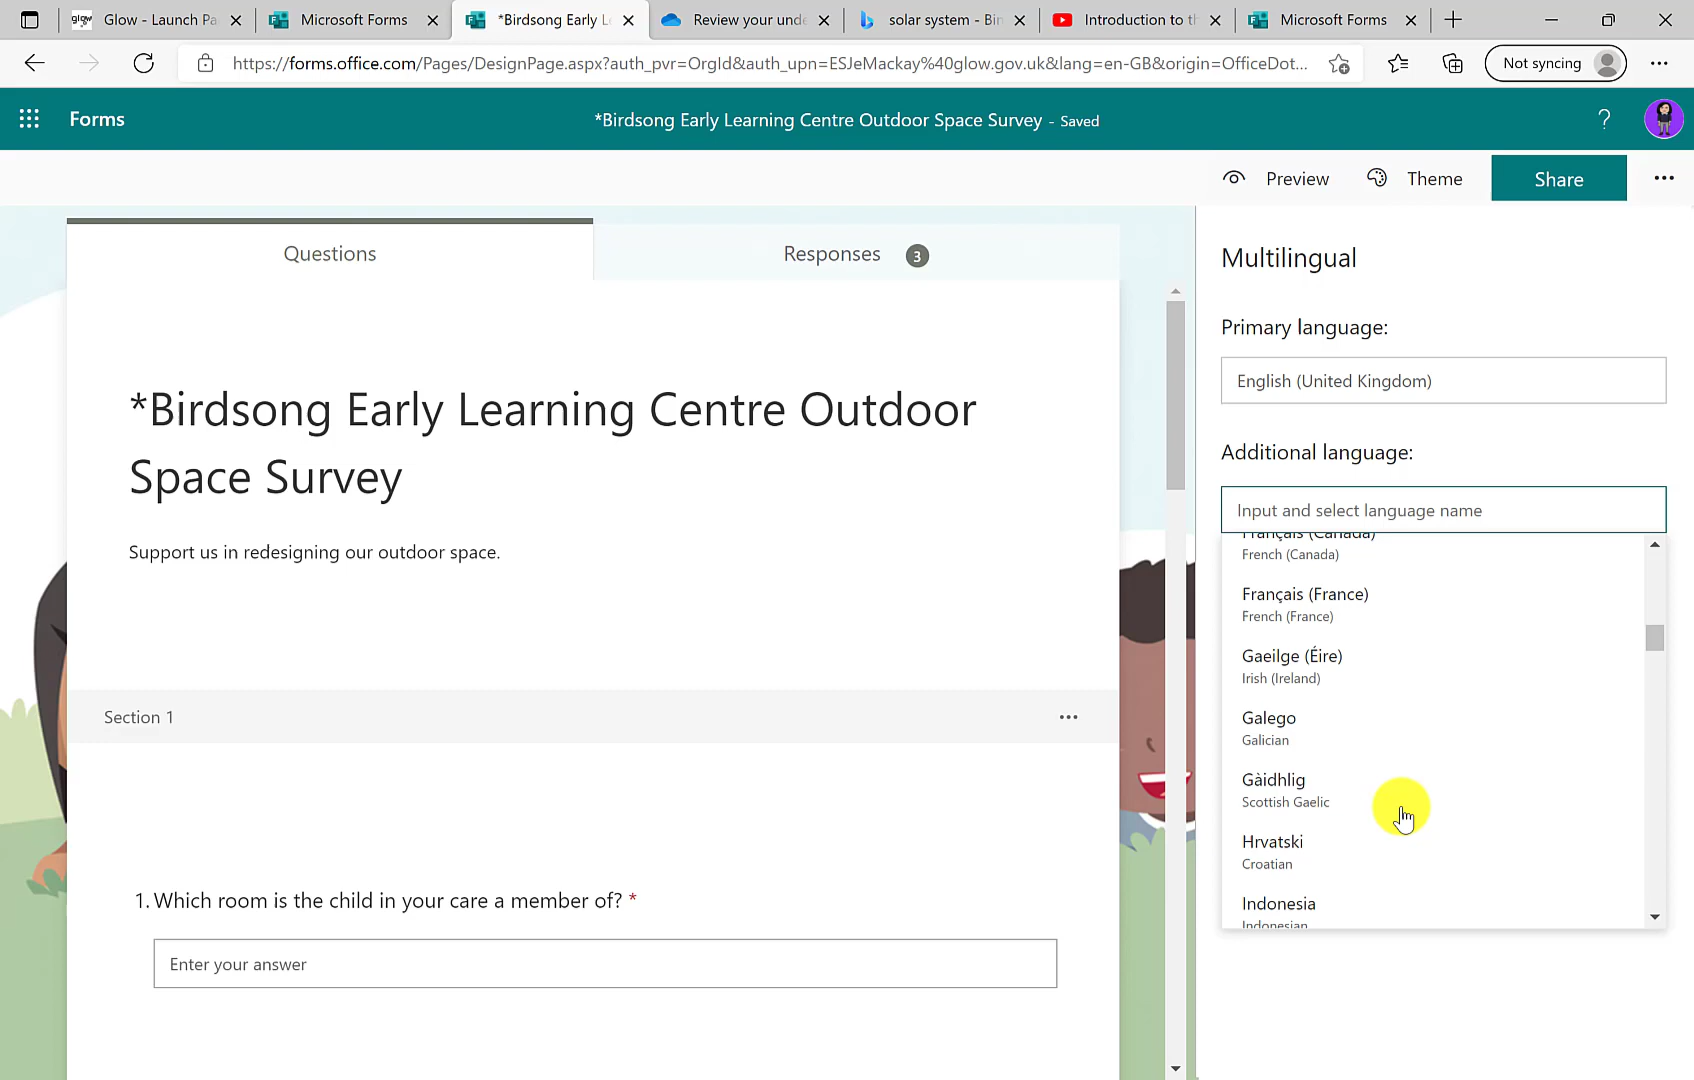 Glow - Launch Pa
Microsoft Forms
*Birdsong Early L
Review your unde
solar system - Bin
Introduction to th
Microsoft Forms
https://forms.office.com/Pages/DesignPage.aspx?auth_pvr=OrgId&auth_upn=ESJeMackay%40glow.gov.uk&lang=en-GB&origin=OfficeDot...
Not syncing
Forms
*Birdsong Early Learning Centre Outdoor Space Survey - Saved
?
Preview
Theme
Share
Questions
Responses 3
*Birdsong Early Learning Centre Outdoor
Space Survey
Support us in redesigning our outdoor space.
Section 1
1. Which room is the child in your care a member of? *
Enter your answer
Multilingual
Primary language:
English (United Kingdom)
Additional language:
Input and select language name
Français (Canada)
French (Canada)
Français (France)
French (France)
Gaeilge (Éire)
Irish (Ireland)
Galego
Galician
Gàidhlig
Scottish Gaelic
Hrvatski
Croatian
Indonesia
Indonesian